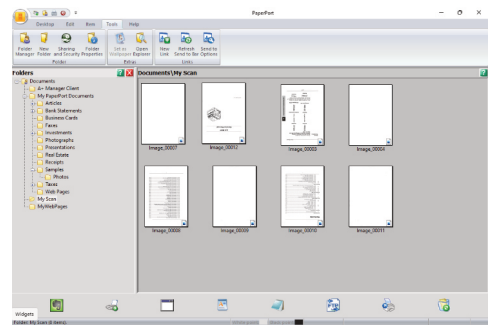 PaperPort
Desktop Edit Item Tools Help
Folder Manager
New Folder
Sharing and Security
Folder Properties
Set as Wallpaper
Open Explorer
New Link
Refresh Send to Bar
Send to Options
Folder Extras Links
Folders
Documents\My Scan
Documents
A+ Manager Client
My PaperPort Documents
Articles
Bank Statements
Business Cards
Faxes
Investments
Photographs
Presentations
Real Estate
Receipts
Samples
Photos
Taxes
Web Pages
My Scan
MyWebPages
Image_00007 Image_00012 Image_00003 Image_00004
Image_00008 Image_00009 Image_00010 Image_00011
FTP
Widgets
Folder: My Scan (8 items)